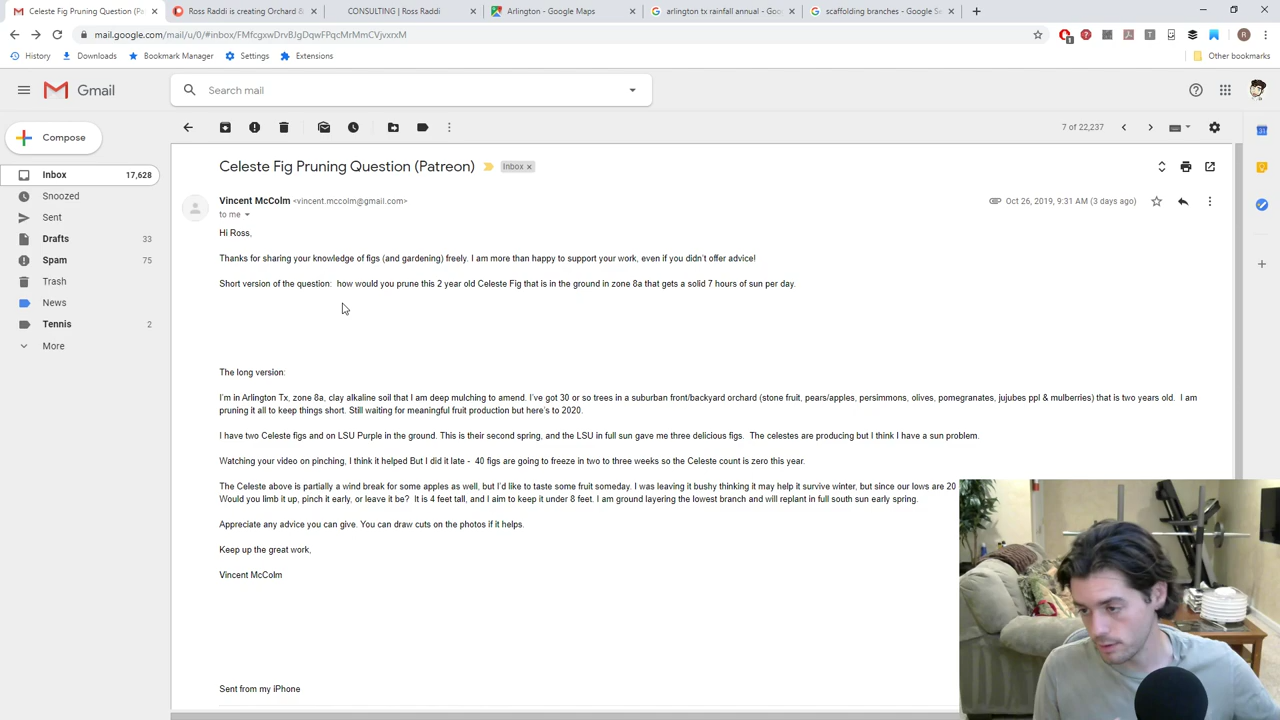 Celeste Fig Pruning Question (Pa
Ross Raddi is creating Orchard &
CONSULTING | Ross Raddi
Arlington - Google Maps
arlington tx rainfall annual - Goo
scaffolding branches - Google Se
mail.google.com/mail/u/0/#inbox/FMfcgxwDrvBJgDqwFPqcMrMmCVjvxrxM
History
Downloads
Bookmark Manager
Settings
Extensions
Other bookmarks
Gmail
Search mail
Compose
7 of 22,237
Inbox 17,628
Snoozed
Sent
Drafts 33
Spam 75
Trash
News
Tennis 2
More
Celeste Fig Pruning Question (Patreon) Inbox
Vincent McColm <vincent.mccolm@gmail.com>
Oct 26, 2019, 9:31 AM (3 days ago)
to me
Hi Ross,
Thanks for sharing your knowledge of figs (and gardening) freely. I am more than happy to support your work, even if you didn't offer advice!
Short version of the question: how would you prune this 2 year old Celeste Fig that is in the ground in zone 8a that gets a solid 7 hours of sun per day.
The long version:
I'm in Arlington Tx, zone 8a, clay alkaline soil that I am deep mulching to amend. I've got 30 or so trees in a suburban front/backyard orchard (stone fruit, pears/apples, persimmons, olives, pomegranates, jujubes ppl & mulberries) that is two years old. I am
pruning it all to keep things short. Still waiting for meaningful fruit production but here's to 2020.
I have two Celeste figs and on LSU Purple in the ground. This is their second spring, and the LSU in full sun gave me three delicious figs. The celestes are producing but I think I have a sun problem.
Watching your video on pinching, I think it helped But I did it late - 40 figs are going to freeze in two to three weeks so the Celeste count is zero this year.
The Celeste above is partially a wind break for some apples as well, but I'd like to taste some fruit someday. I was leaving it bushy thinking it may help it survive winter, but since our lows are 20
Would you limb it up, pinch it early, or leave it be? It is 4 feet tall, and I aim to keep it under 8 feet. I am ground layering the lowest branch and will replant in full south sun early spring.
Appreciate any advice you can give. You can draw cuts on the photos if it helps.
Keep up the great work,
Vincent McColm
Sent from my iPhone